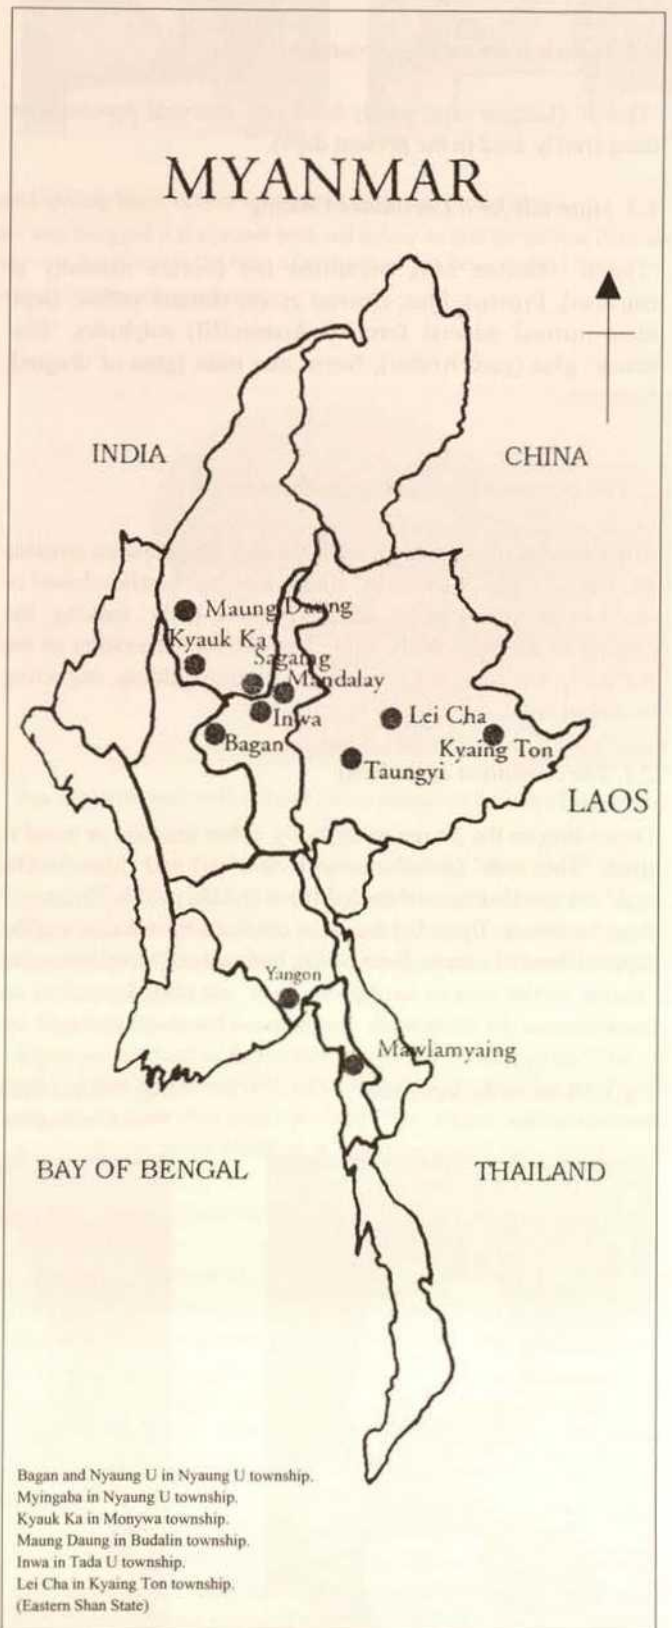 MYANMAR
INDIA
CHINA
Maung Daung
Kyauk Ka
Sagaing
Mandalay
Inwa
Lei Cha
Bagan
Kyaing Ton
Taungyi
LAOS
Yangon
Mawlamyaing
BAY OF BENGAL
THAILAND
Bagan and Nyaung U in Nyaung U township.
Myingaba in Nyaung U township.
Kyauk Ka in Monywa township.
Maung Daung in Budalin township.
Inwa in Tada U township.
Lei Cha in Kyaing Ton township.
(Eastern Shan State)